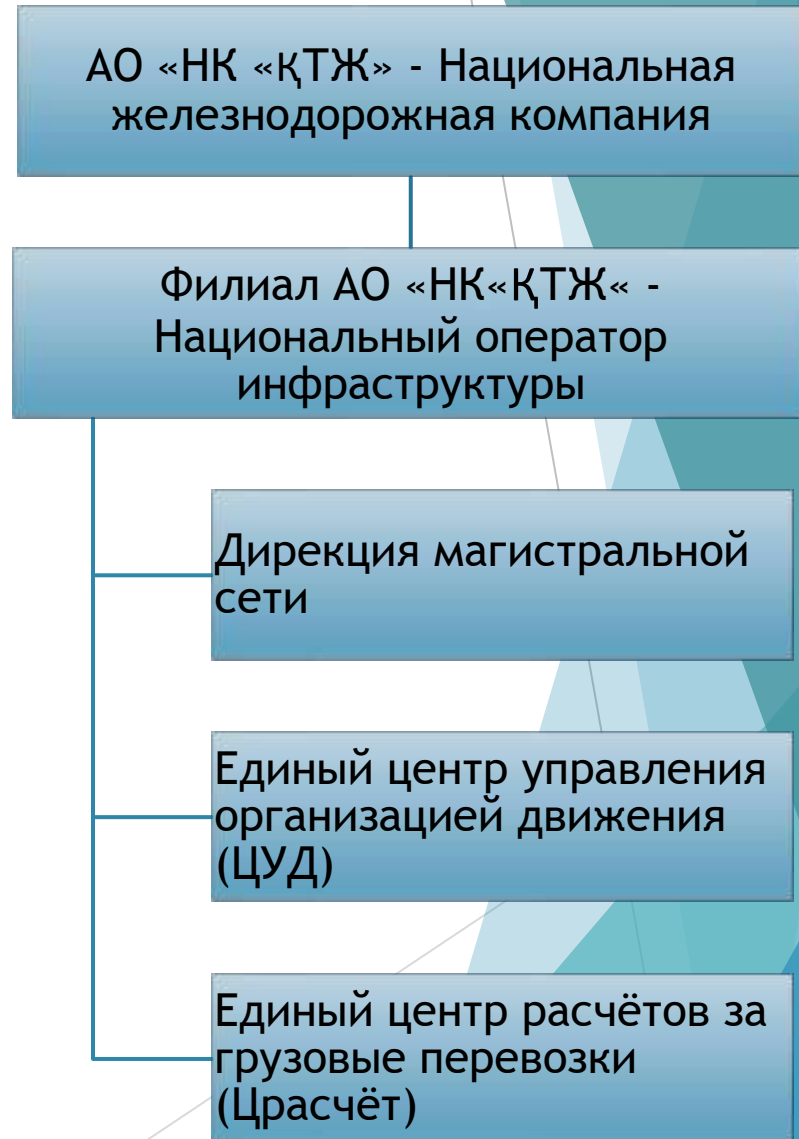 АО «НК «ҚТЖ» - Национальная
железнодорожная компания
Филиал АО «НК«ҚТЖ« -
Национальный оператор
инфраструктуры
Дирекция магистральной
сети
Единый центр управления
организацией движения
(ЦУД)
Единый центр расчётов за
грузовые перевозки
(Црасчёт)